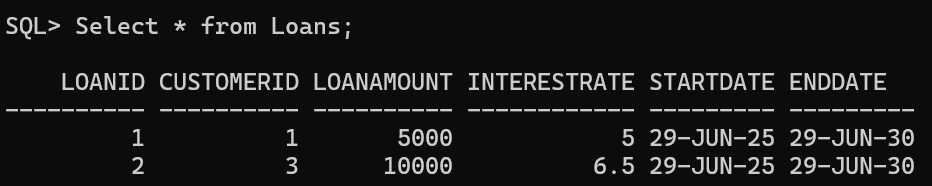 SQL> Select * from Loans;
    LOANID CUSTOMERID LOANAMOUNT INTERESTRATE STARTDATE ENDDATE
---------- ---------- ---------- ------------ --------- ---------
         1          1       5000            5 29-JUN-25 29-JUN-30
         2          3      10000          6.5 29-JUN-25 29-JUN-30